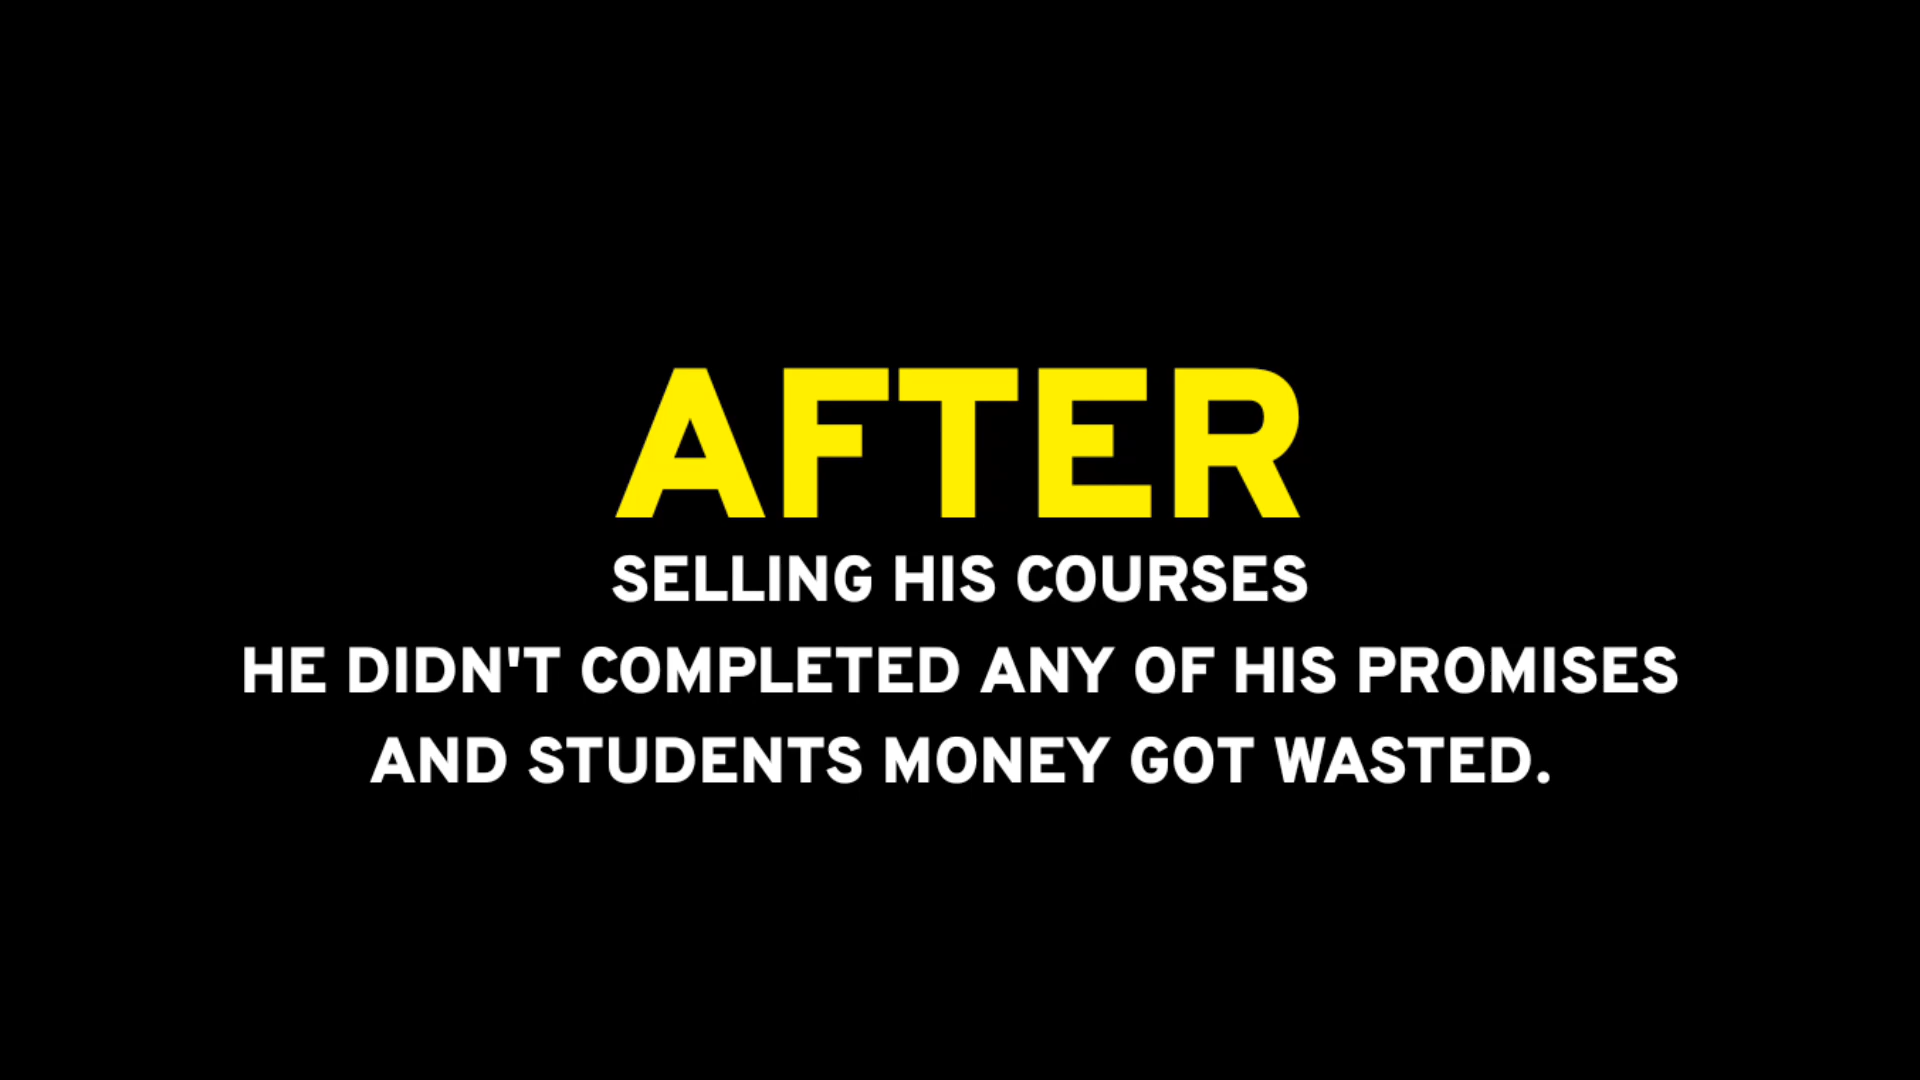 AFTER
SELLING HIS COURSES
HE DIDN'T COMPLETED ANY OF HIS PROMISES
AND STUDENTS MONEY GOT WASTED.